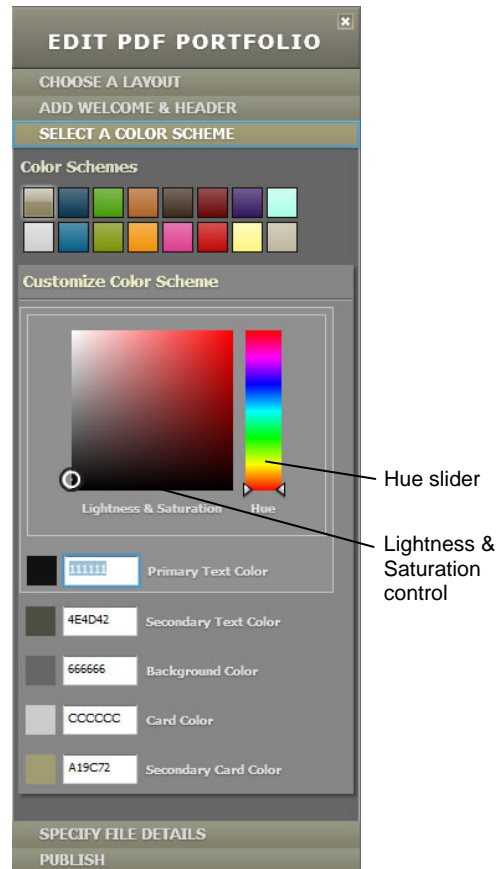 EDIT PDF PORTFOLIO
CHOOSE A LAYOUT
ADD WELCOME & HEADER
SELECT A COLOR SCHEME
Color Schemes
Customize Color Scheme
Lightness & Saturation
Hue
Hue slider
Lightness &
Saturation
control
111111
Primary Text Color
4E4D42
Secondary Text Color
666666
Background Color
CCCCCC
Card Color
A19C72
Secondary Card Color
SPECIFY FILE DETAILS
PUBLISH